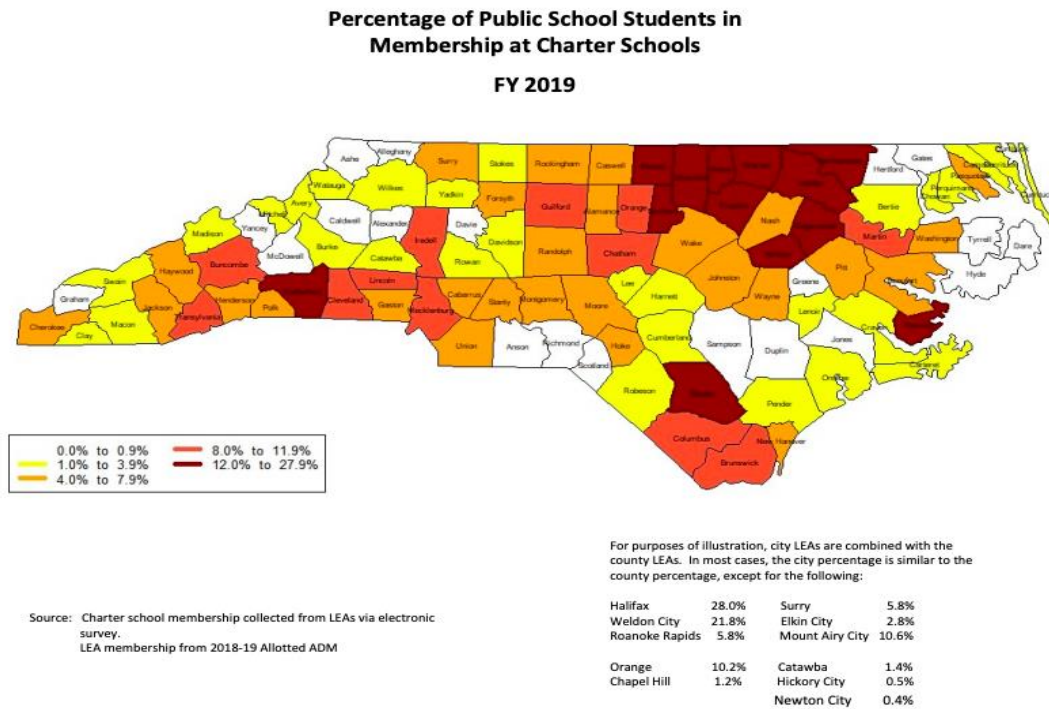 Percentage of Public School Students in
Membership at Charter Schools
FY 2019
Ashe
Alleghany
Surry
Stokes
Rockingham
Caswell
Hertford
Gates
Watauga
Wilkes
Yadkin
Forsyth
Guilford
Alamance
Orange
Perquimans
Chowan
Bertie
Mitchell
Avery
Caldwell
Alexander
Davie
Iredell
Davidson
Nash
Martin
Washington
Tyrrell
Dare
Madison
Yancey
Burke
McDowell
Catawba
Rowan
Randolph
Chatham
Wake
Pitt
Hyde
Haywood
Buncombe
Lincoln
Lee
Harnett
Johnston
Wayne
Greene
Swain
Graham
Jackson
Henderson
Polk
Cleveland
Gaston
Cabarrus
Stanly
Montgomery
Moore
Lenoir
Craven
Cherokee
Macon
Clay
Transylvania
Mecklenburg
Union
Anson
Richmond
Scotland
Hoke
Cumberland
Sampson
Duplin
Jones
Carteret
Robeson
Pender
Columbus
New Hanover
Brunswick
0.0% to 0.9%
1.0% to 3.9%
4.0% to 7.9%
8.0% to 11.9%
12.0% to 27.9%
For purposes of illustration, city LEAs are combined with the
county LEAs. In most cases, the city percentage is similar to the
county percentage, except for the following:
Halifax 28.0% Surry 5.8%
Weldon City 21.8% Elkin City 2.8%
Roanoke Rapids 5.8% Mount Airy City 10.6%
Orange 10.2% Catawba 1.4%
Chapel Hill 1.2% Hickory City 0.5%
Newton City 0.4%
Source: Charter school membership collected from LEAs via electronic
survey.
LEA membership from 2018-19 Allotted ADM